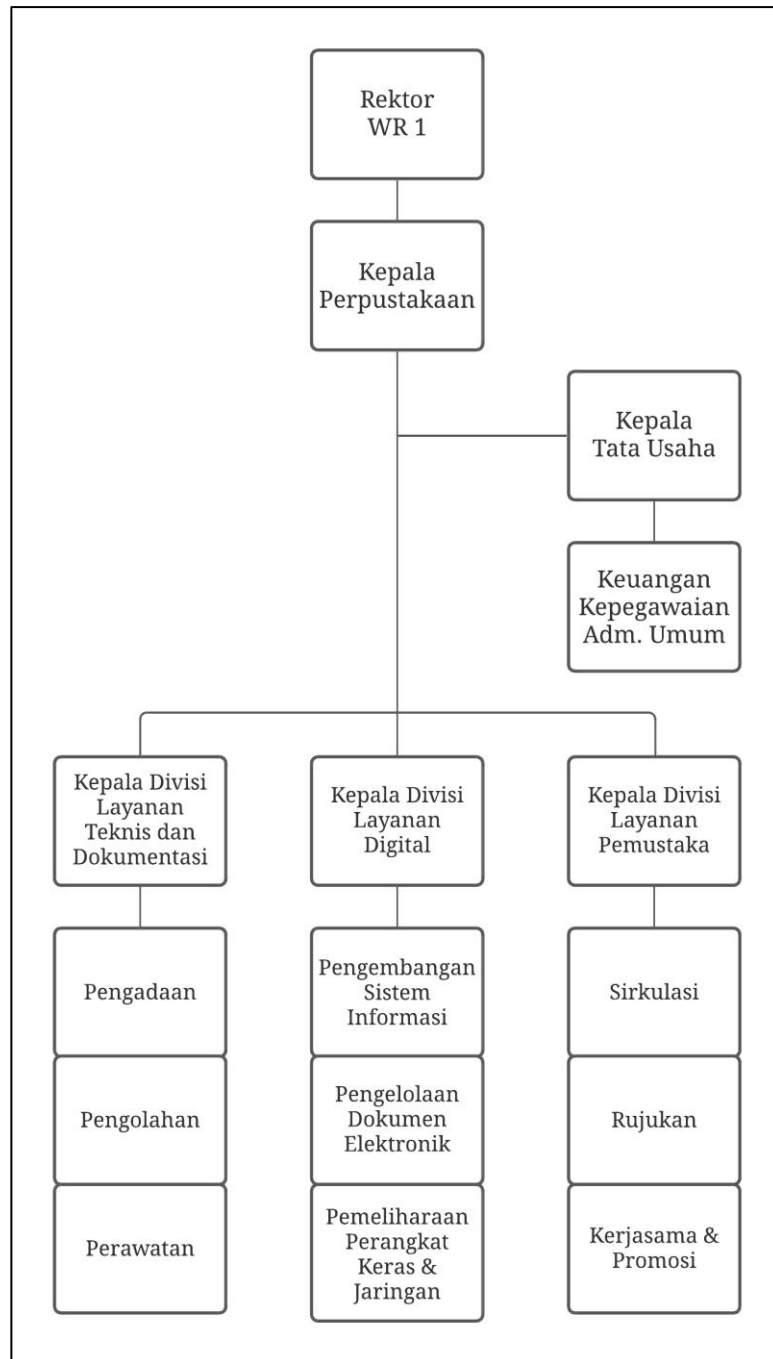 Rektor
WR 1
Kepala
Perpustakaan
Kepala
Tata Usaha
Keuangan
Kepegawaian
Adm. Umum
Kepala Divisi
Layanan
Teknis dan
Dokumentasi
Kepala Divisi
Layanan
Digital
Kepala Divisi
Layanan
Pemustaka
Pengadaan
Pengolahan
Perawatan
Pengembangan
Sistem
Informasi
Pengelolaan
Dokumen
Elektronik
Pemeliharaan
Perangkat
Keras &
Jaringan
Sirkulasi
Rujukan
Kerjasama &
Promosi